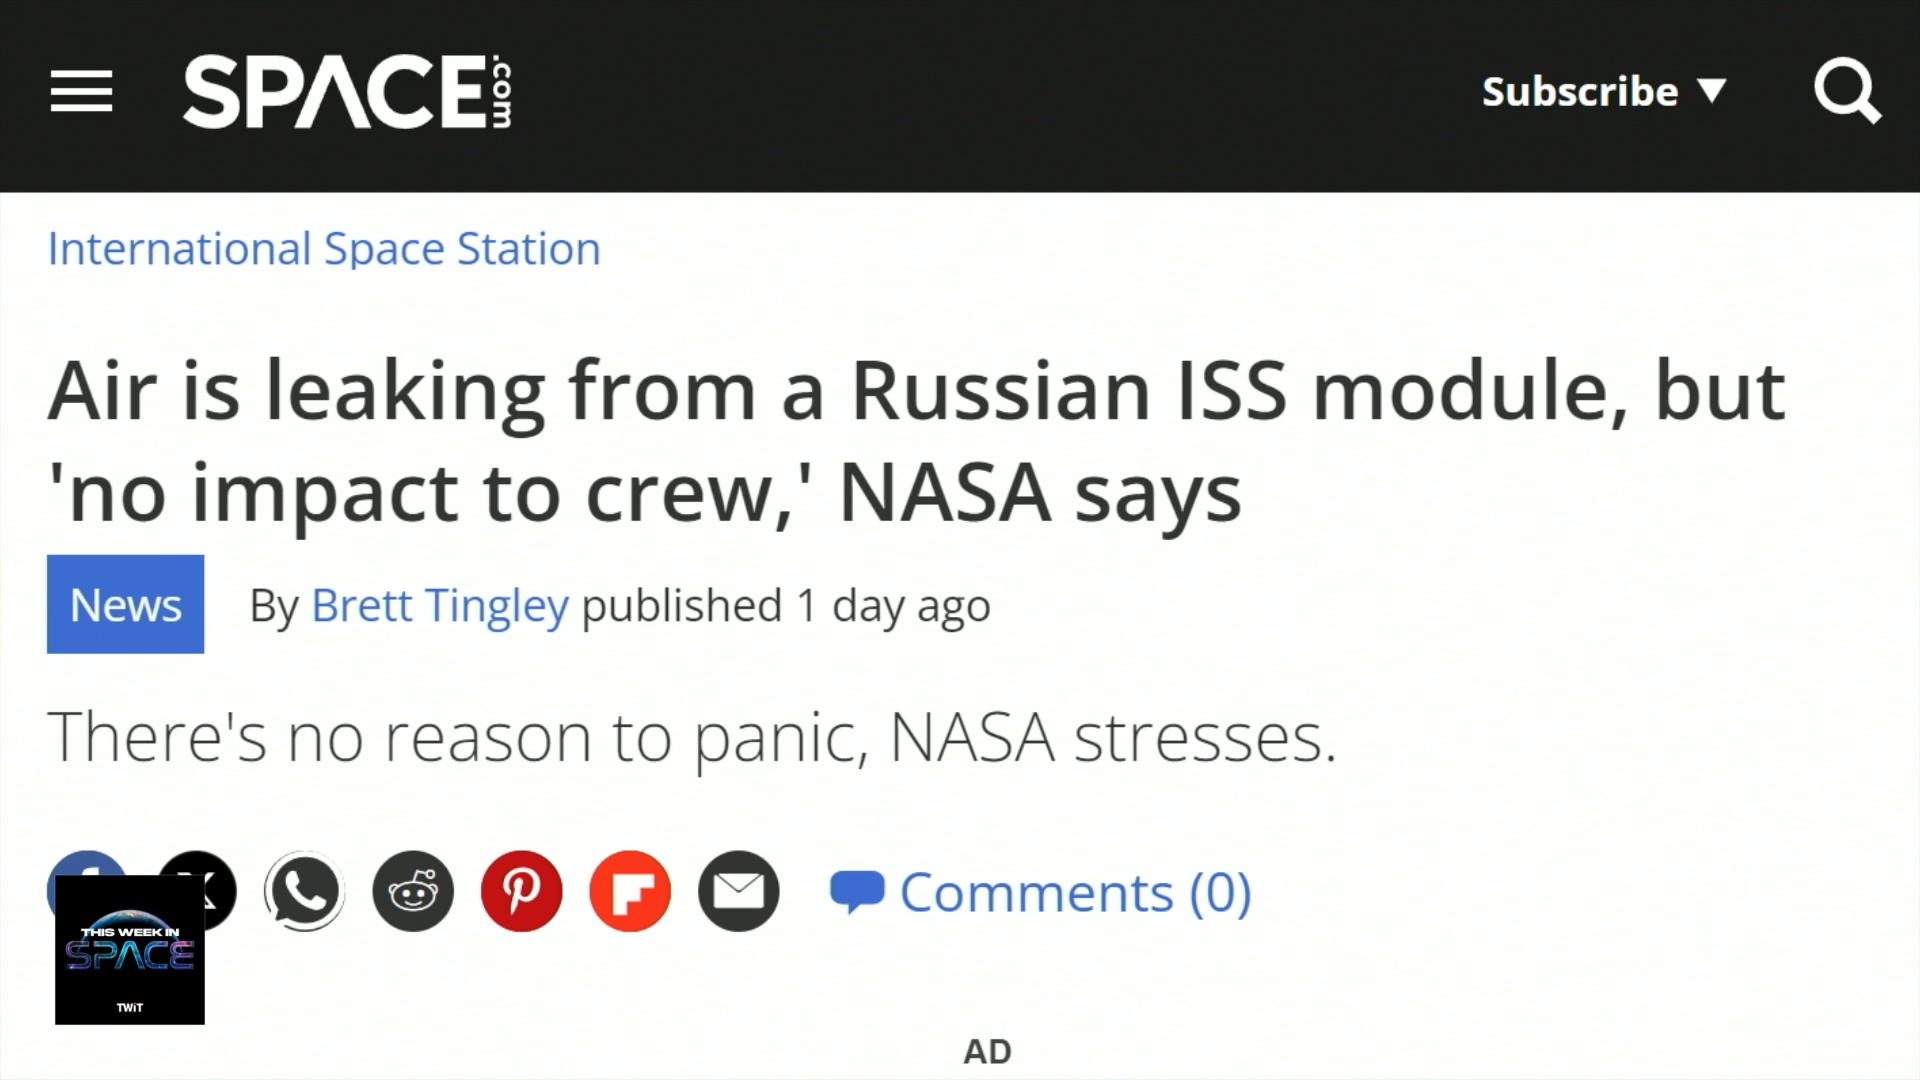 SPACE.com
Subscribe ▼
International Space Station
Air is leaking from a Russian ISS module, but
'no impact to crew,' NASA says
News By Brett Tingley published 1 day ago
There's no reason to panic, NASA stresses.
Comments (0)
THIS WEEK IN
SPACE
TWiT
AD